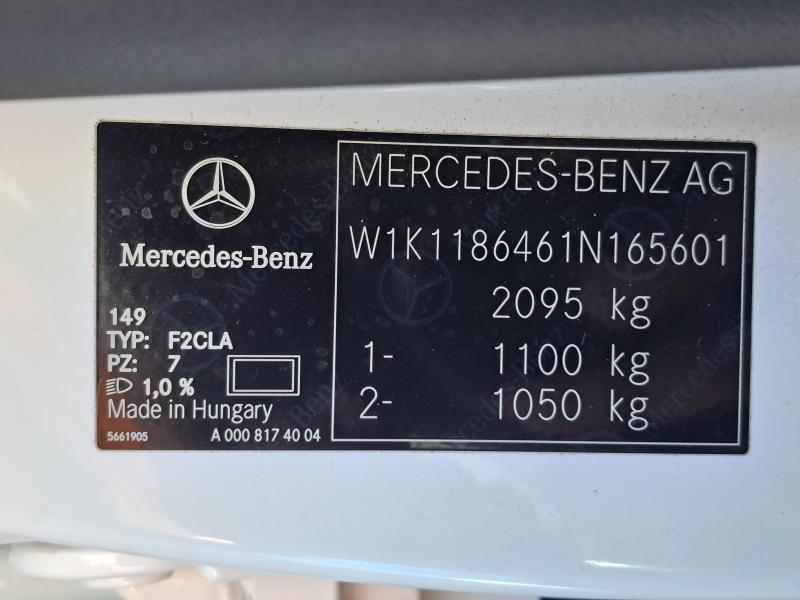 Mercedes-Benz
149
TYP: F2CLA
PZ: 7
1,0 %
Made in Hungary
5661905 A 000 817 40 04
MERCEDES-BENZ AG
W1K1186461N165601
2095 kg
1- 1100 kg
2- 1050 kg